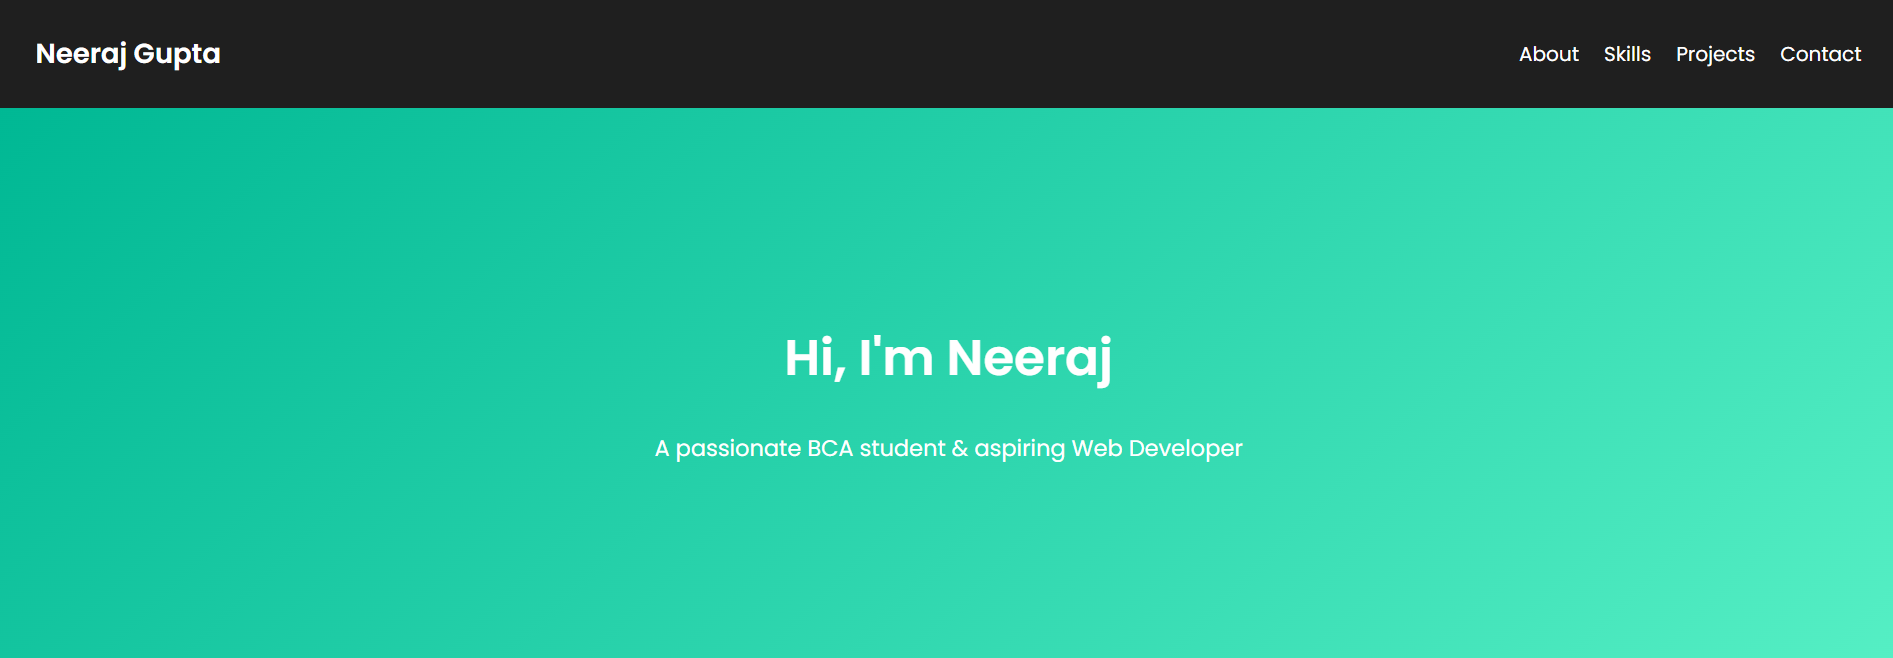 Neeraj Gupta
About Skills Projects Contact
Hi, I'm Neeraj
A passionate BCA student & aspiring Web Developer